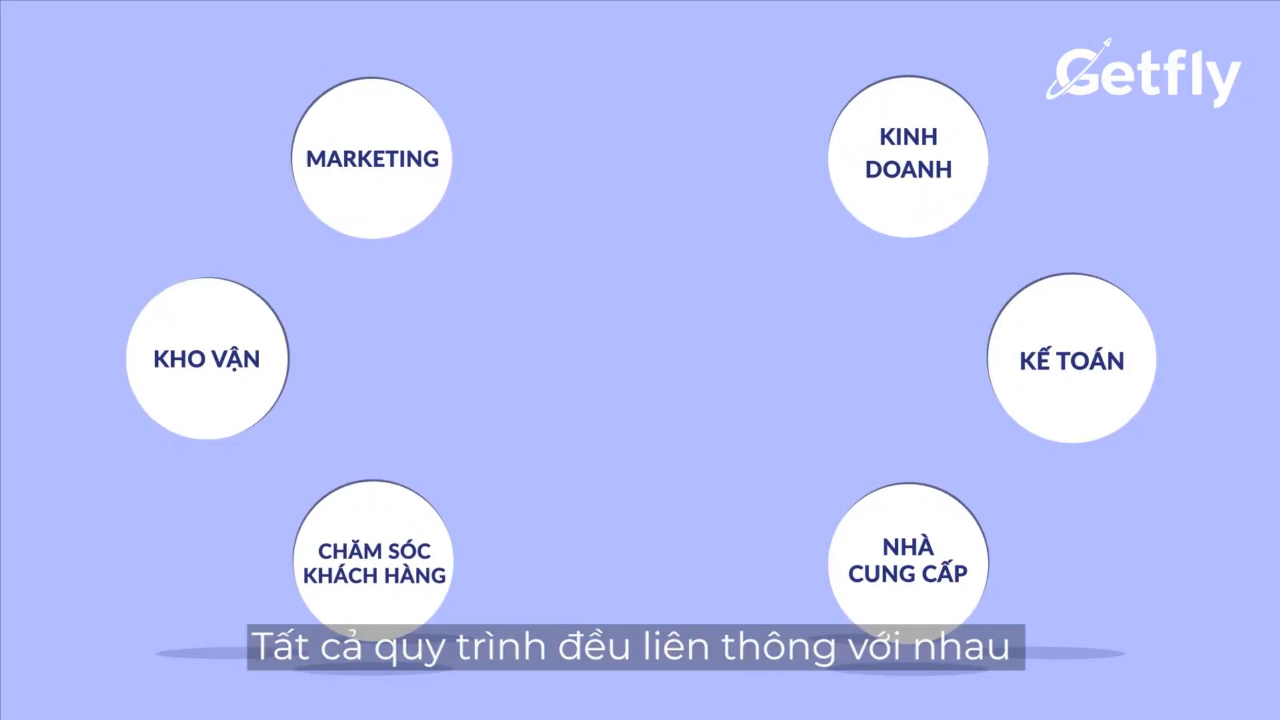 Getfly
MARKETING
KINH
DOANH
KHO VẬN
KẾ TOÁN
CHĂM SÓC
KHÁCH HÀNG
NHÀ
CUNG CẤP
Tất cả quy trình đều liên thông với nhau